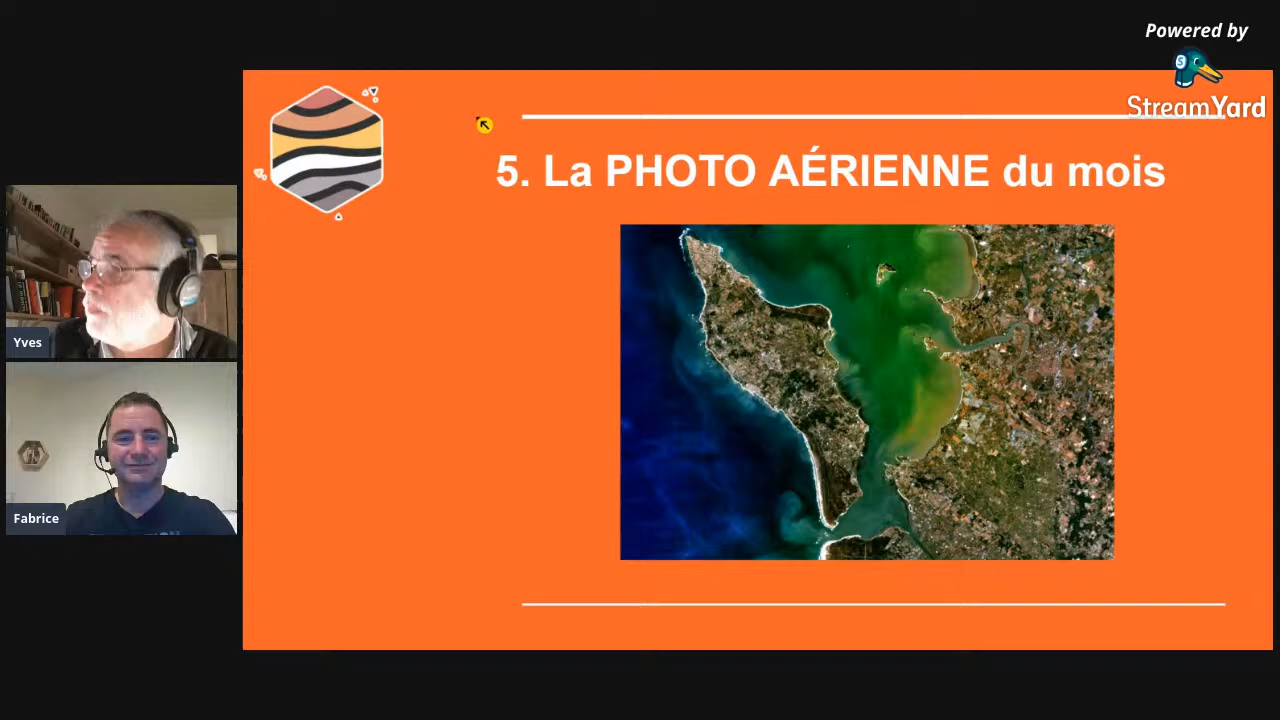 Powered by
StreamYard
5. La PHOTO AÉRIENNE du mois
Yves
Fabrice